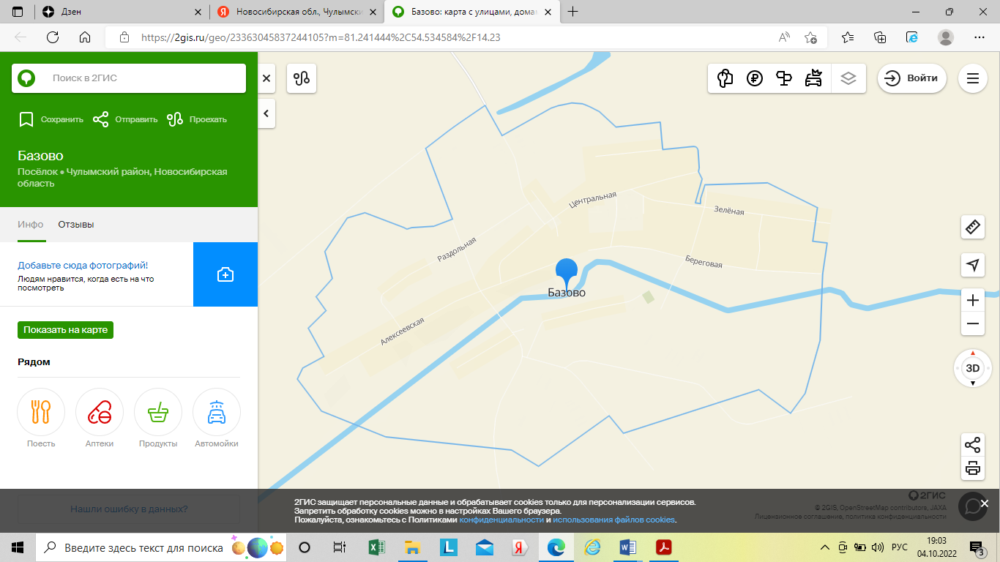 Дзен
Новосибирская обл., Чулымски
Базово: карта с улицами, домам
https://2gis.ru/geo/23363045837244105?m=81.241444%2C54.534584%2F14.23
Поиск в 2ГИС
Войти
Сохранить
Отправить
Проехать
Базово
Посёлок • Чулымский район, Новосибирская
область
Инфо
Отзывы
Добавьте сюда фотографий!
Людям нравится, когда есть на что
посмотреть
Показать на карте
Рядом
Поесть
Аптеки
Продукты
Автомойки
Нашли ошибку в данных?
Центральная
Зелёная
Раздольная
Береговая
Базово
Алексеевская
3D
2ГИС
© 2GIS, OpenStreetMap contributors, JAXA
Лицензионное соглашение, политика конфиденциальности
2ГИС защищает персональные данные и обрабатывает cookies только для персонализации сервисов.
Запретить обработку cookies можно в настройках Вашего браузера.
Пожалуйста, ознакомьтесь с Политиками конфиденциальности и использования файлов cookies.
Введите здесь текст для поиска
РУС
19:03
04.10.2022
3